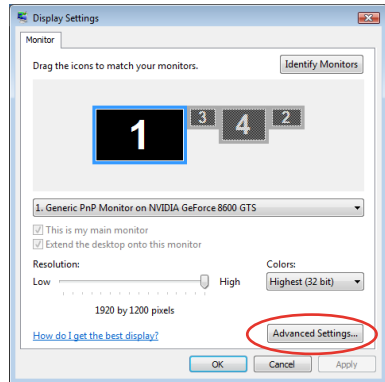 Display Settings
Monitor
Drag the icons to match your monitors.
Identify Monitors
1
3
4
2
1. Generic PnP Monitor on NVIDIA GeForce 8600 GTS
This is my main monitor
Extend the desktop onto this monitor
Resolution:
Colors:
Low
High
Highest (32 bit)
1920 by 1200 pixels
How do I get the best display?
Advanced Settings...
OK
Cancel
Apply